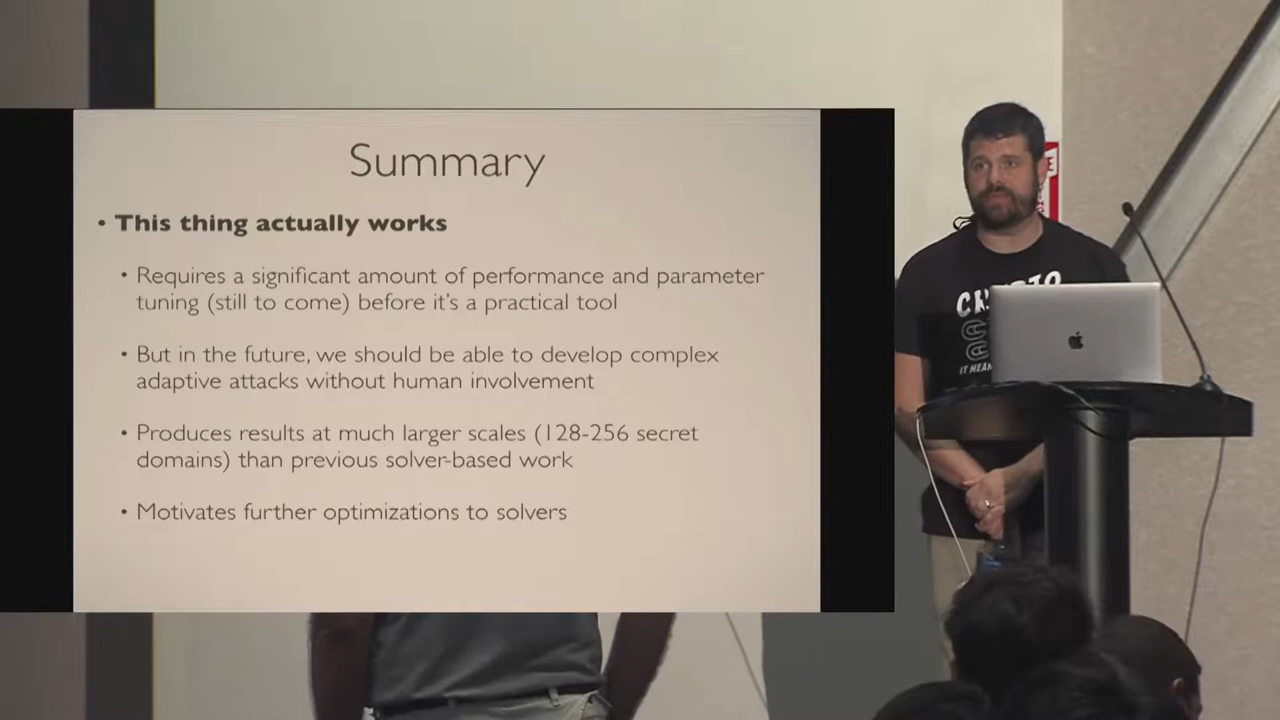 Summary
• This thing actually works
• Requires a significant amount of performance and parameter
tuning (still to come) before it's a practical tool
• But in the future, we should be able to develop complex
adaptive attacks without human involvement
• Produces results at much larger scales (128-256 secret
domains) than previous solver-based work
• Motivates further optimizations to solvers
IT